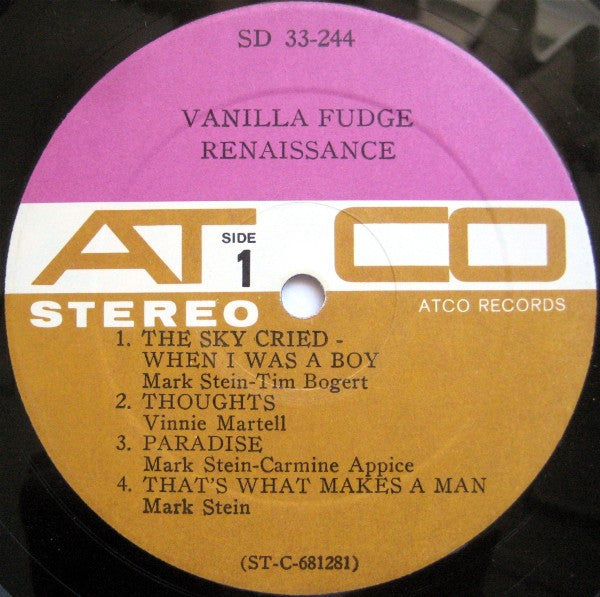 SD 33-244
VANILLA FUDGE
RENAISSANCE
ATCO
SIDE
1
STEREO
ATCO RECORDS
1. THE SKY CRIED -
WHEN I WAS A BOY
Mark Stein-Tim Bogert
2. THOUGHTS
Vinnie Martell
3. PARADISE
Mark Stein-Carmine Appice
4. THAT'S WHAT MAKES A MAN
Mark Stein
(ST-C-681281)